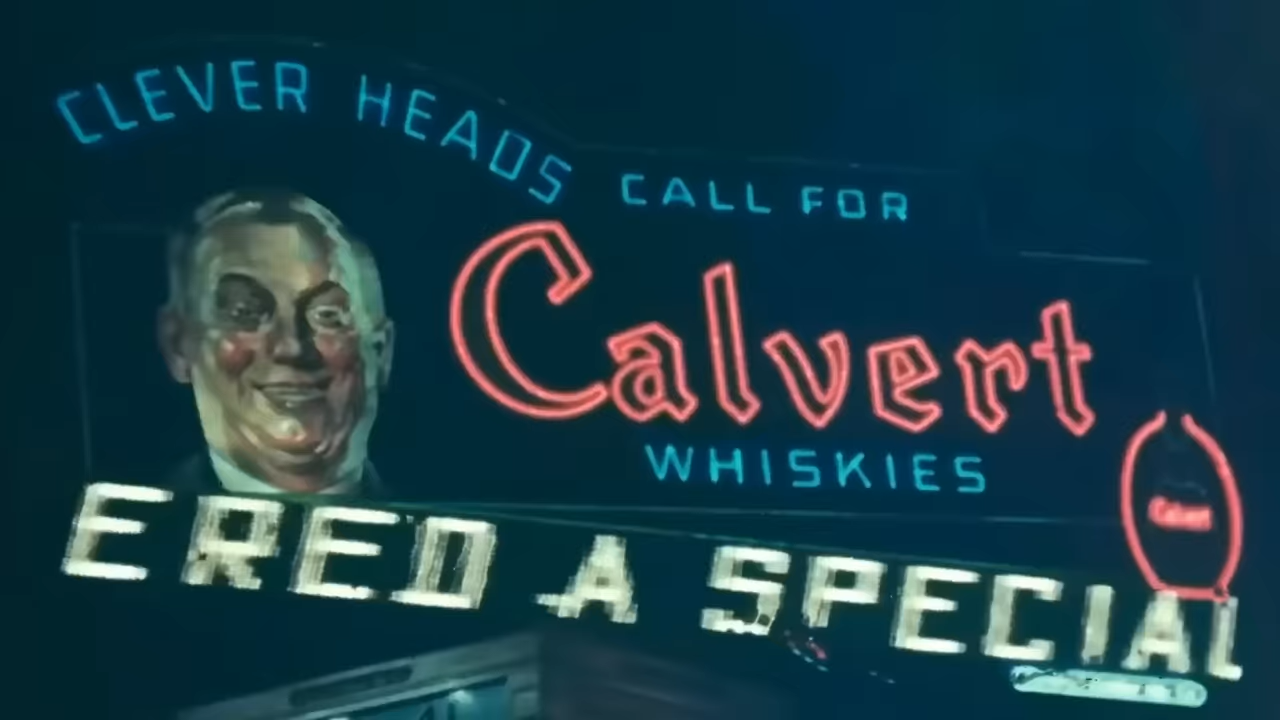 CLEVER HEADS CALL FOR
Calvert
WHISKIES
Calvert
ERED A SPECIAL